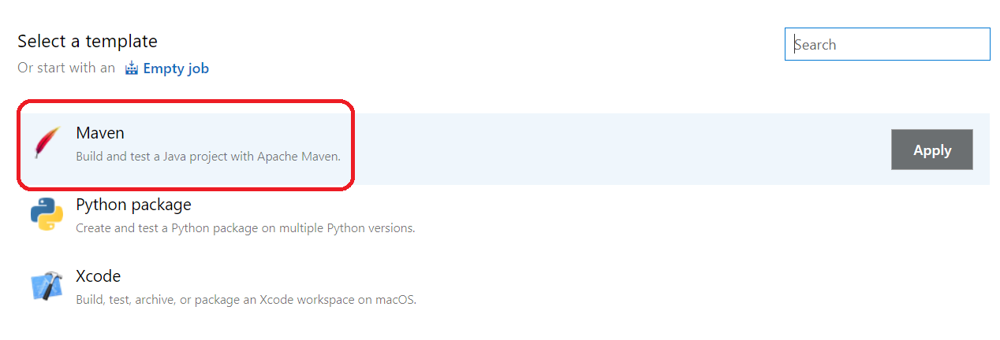 Select a template
Search
Or start with an Empty job
Maven
Build and test a Java project with Apache Maven.
Apply
Python package
Create and test a Python package on multiple Python versions.
Xcode
Build, test, archive, or package an Xcode workspace on macOS.